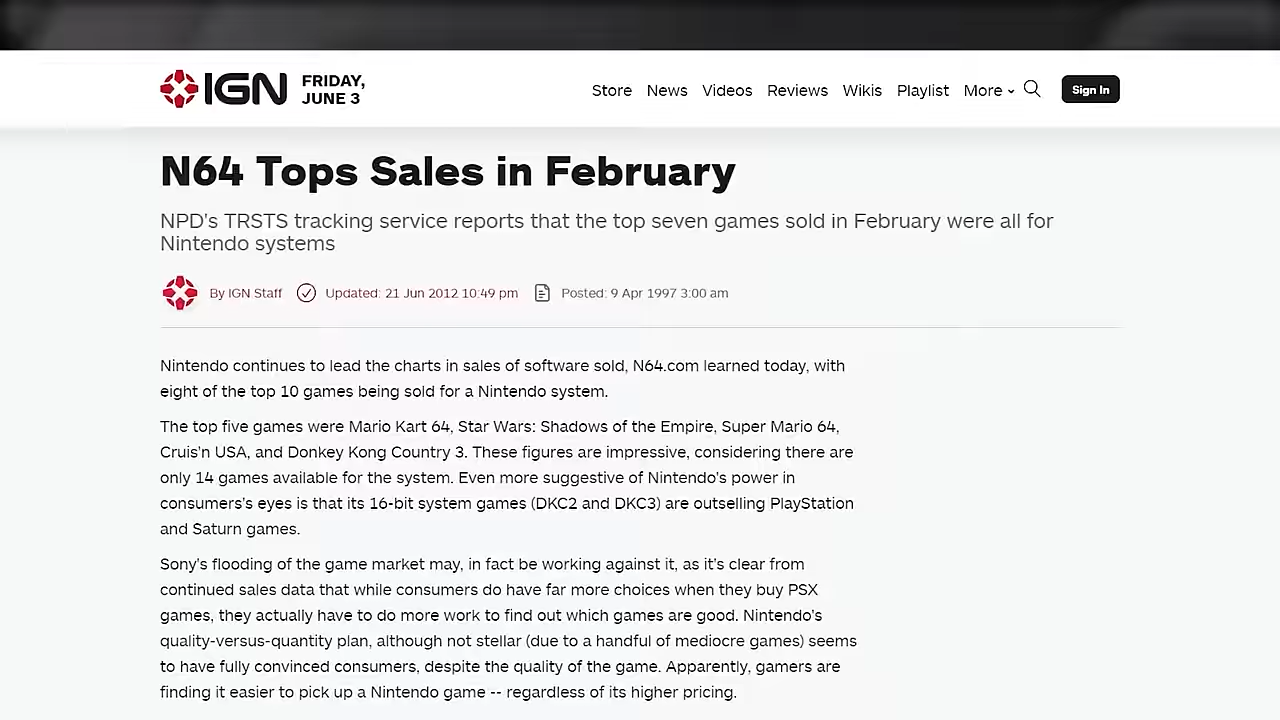 IGN FRIDAY, JUNE 3
Store News Videos Reviews Wikis Playlist More Sign In
N64 Tops Sales in February
NPD's TRSTS tracking service reports that the top seven games sold in February were all for
Nintendo systems
By IGN Staff Updated: 21 Jun 2012 10:49 pm Posted: 9 Apr 1997 3:00 am
Nintendo continues to lead the charts in sales of software sold, N64.com learned today, with
eight of the top 10 games being sold for a Nintendo system.
The top five games were Mario Kart 64, Star Wars: Shadows of the Empire, Super Mario 64,
Cruis'n USA, and Donkey Kong Country 3. These figures are impressive, considering there are
only 14 games available for the system. Even more suggestive of Nintendo's power in
consumers's eyes is that its 16-bit system games (DKC2 and DKC3) are outselling PlayStation
and Saturn games.
Sony's flooding of the game market may, in fact be working against it, as it's clear from
continued sales data that while consumers do have far more choices when they buy PSX
games, they actually have to do more work to find out which games are good. Nintendo's
quality-versus-quantity plan, although not stellar (due to a handful of mediocre games) seems
to have fully convinced consumers, despite the quality of the game. Apparently, gamers are
finding it easier to pick up a Nintendo game -- regardless of its higher pricing.